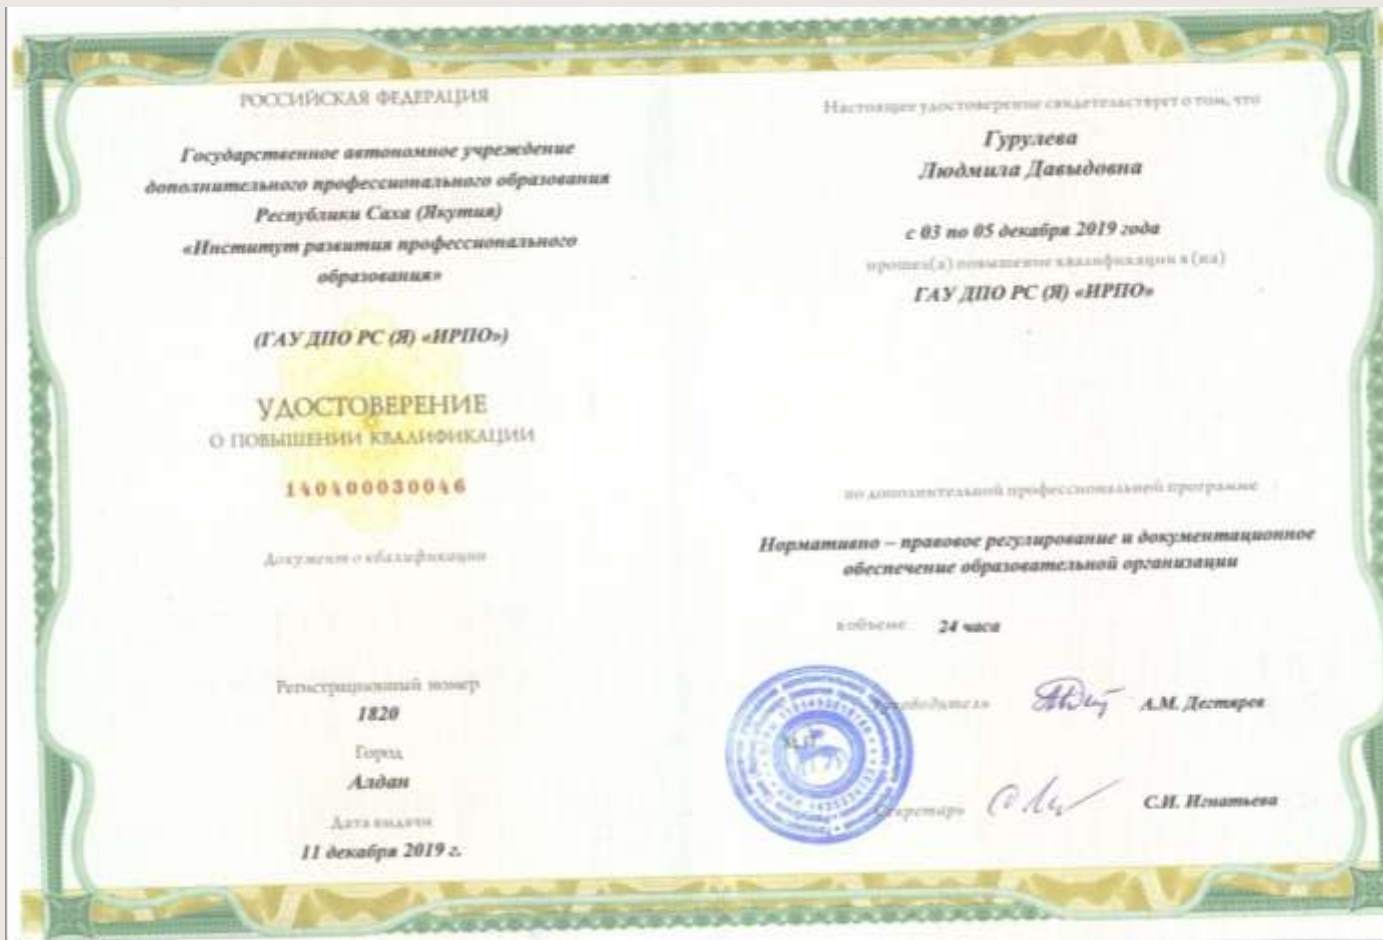 РОССИЙСКАЯ ФЕДЕРАЦИЯ
Государственное автономное учреждение
дополнительного профессионального образования
Республики Саха (Якутия)
«Институт развития профессионального
образования»
(ГАУ ДПО РС (Я) «ИРПО»)
УДОСТОВЕРЕНИЕ
О ПОВЫШЕНИИ КВАЛИФИКАЦИИ
140400030046
Документ о квалификации
Регистрационный номер
1820
Город
Алдан
Дата выдачи
11 декабря 2019 г.
Настоящее удостоверение свидетельствует о том, что
Гурулева
Людмила Давыдовна
с 03 по 05 декабря 2019 года
прошел(а) повышение квалификации в (на)
ГАУ ДПО РС (Я) «ИРПО»
по дополнительной профессиональной программе
Нормативно – правовое регулирование и документационное
обеспечение образовательной организации
в объеме 24 часа
Руководитель А.М. Дегтярев
М.П.
Секретарь С.И. Игнатьева